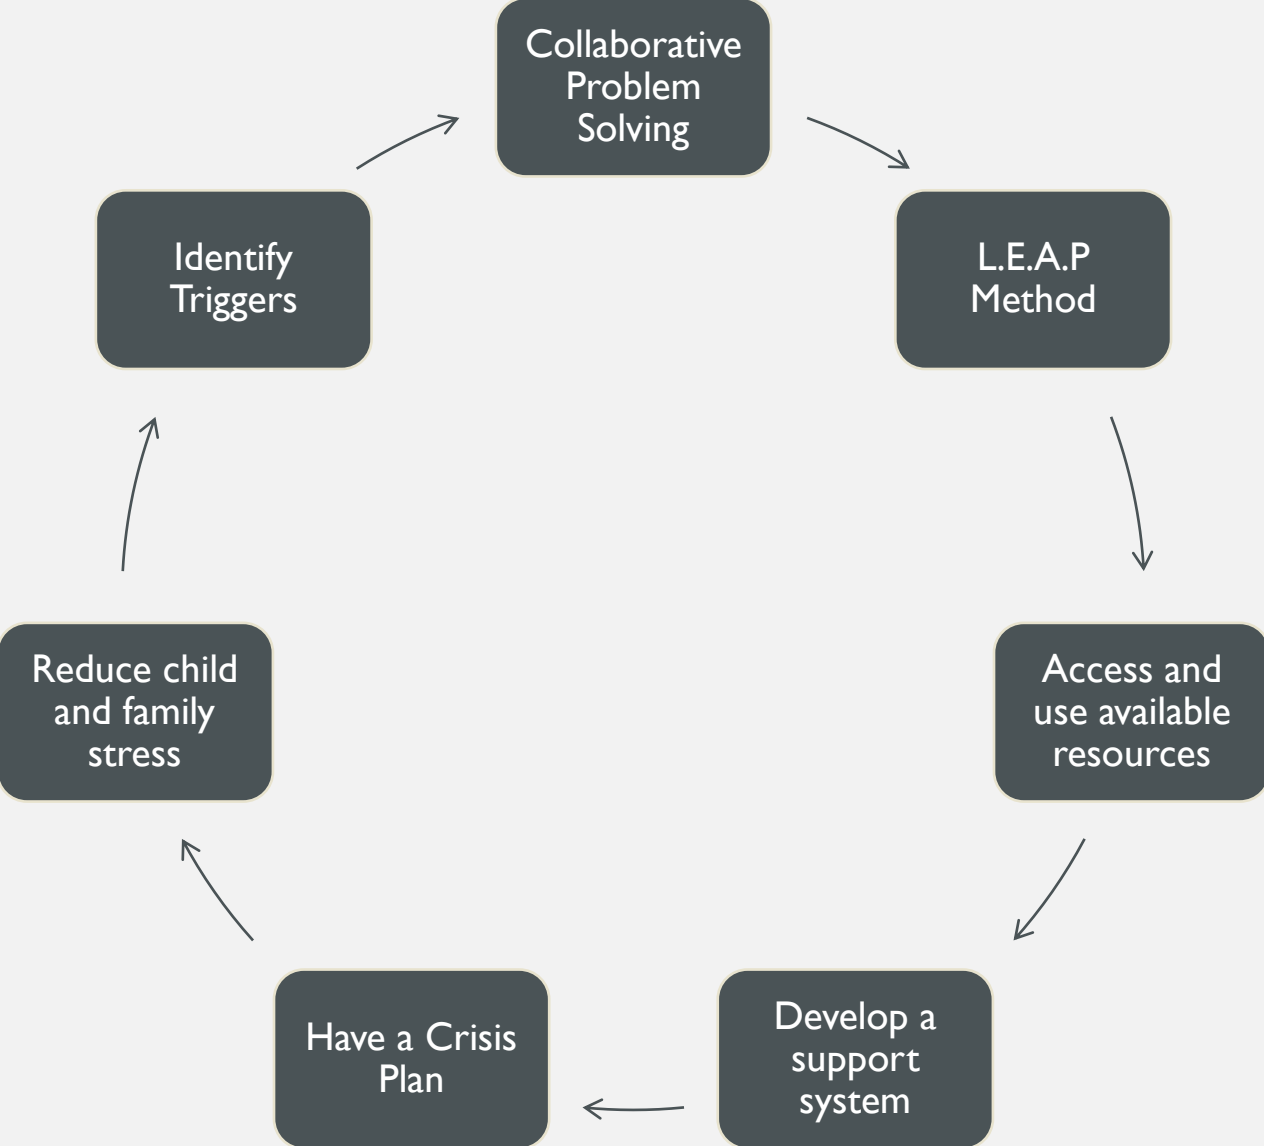 Collaborative
Problem
Solving
L.E.A.P
Method
Access and
use available
resources
Develop a
support
system
Have a Crisis
Plan
Reduce child
and family
stress
Identify
Triggers